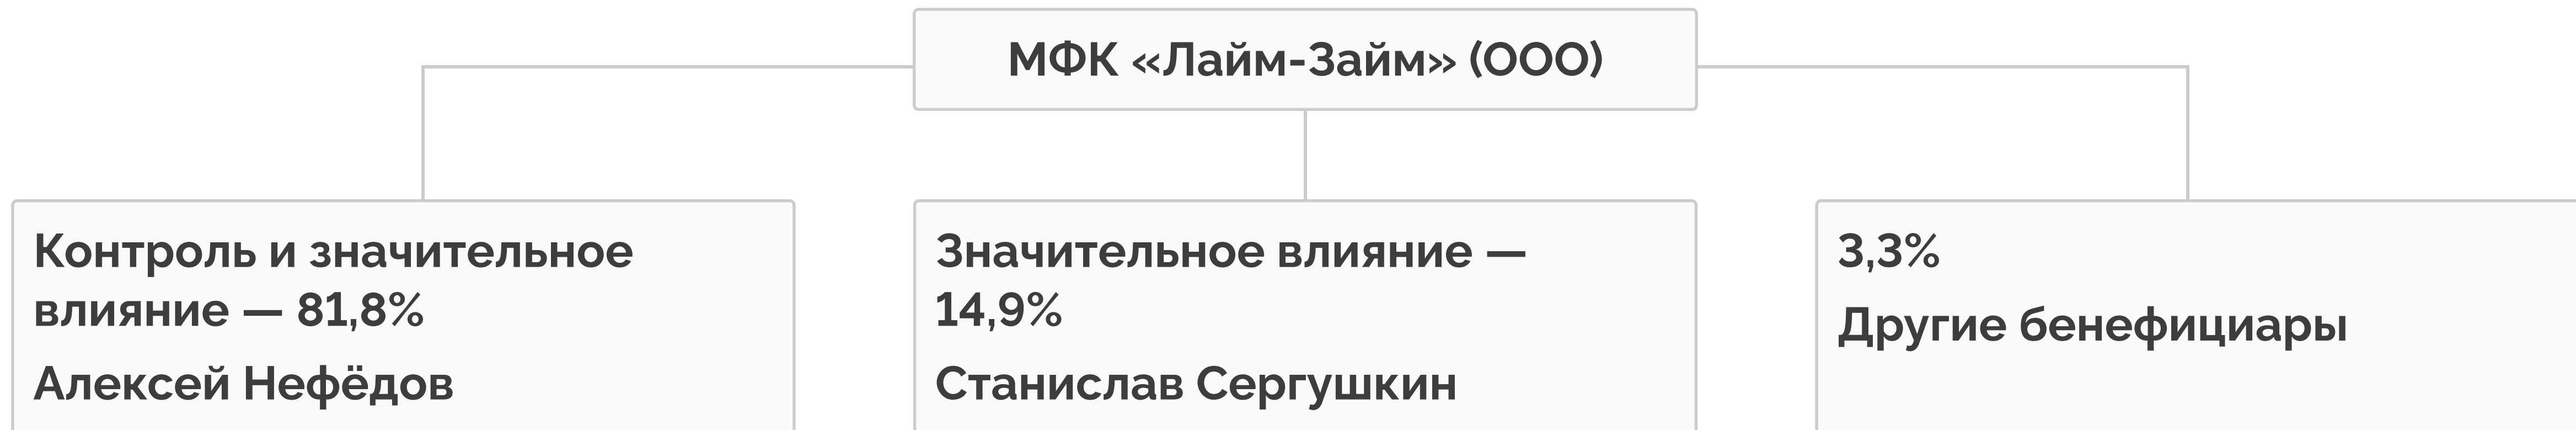 МФК «Лайм-Займ» (ООО)
Контроль и значительное
влияние — 81,8%
Алексей Нефёдов
Значительное влияние —
14,9%
Станислав Сергушкин
3,3%
Другие бенефициары